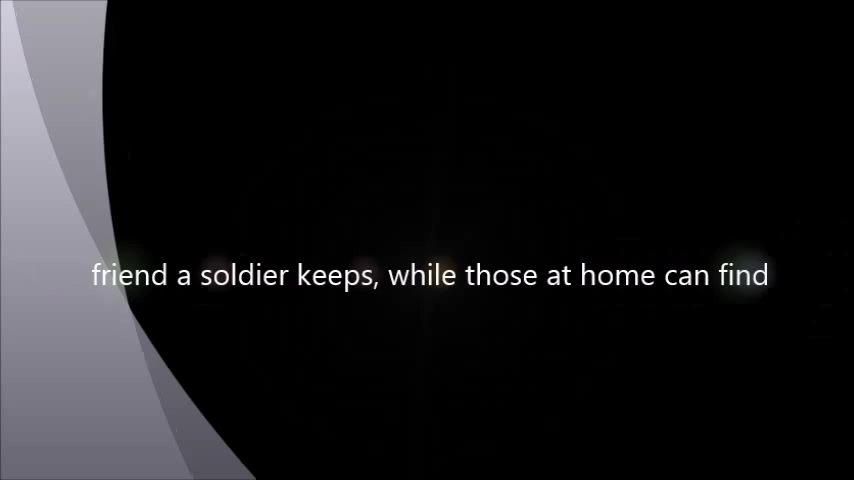 friend a soldier keeps, while those at home can find